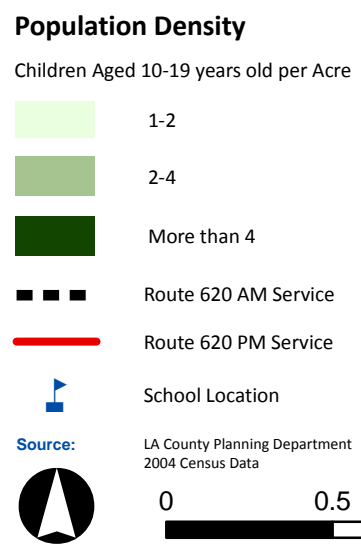 Population Density
Children Aged 10-19 years old per Acre
1-2
2-4
More than 4
Route 620 AM Service
Route 620 PM Service
School Location
Source: LA County Planning Department
2004 Census Data
0 0.5